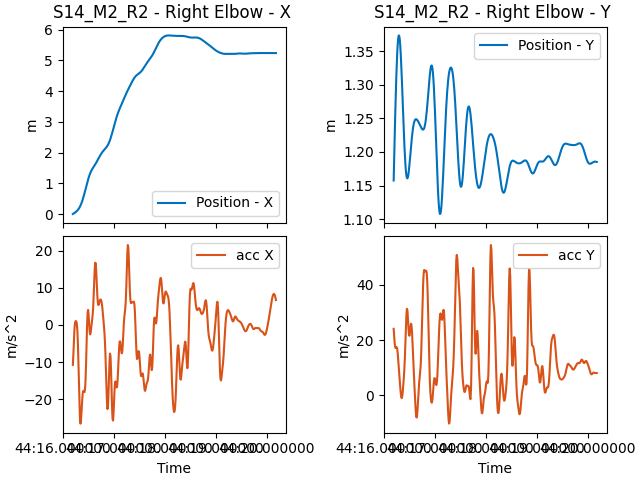 S14_M2_R2 - Right Elbow - X
S14_M2_R2 - Right Elbow - Y
6
5
4
3
2
1
0
m
Position - X
1.35
1.30
1.25
1.20
1.15
1.10
m
Position - Y
20
10
0
−10
−20
m/s^2
acc X
40
20
0
m/s^2
acc Y
Time
Time